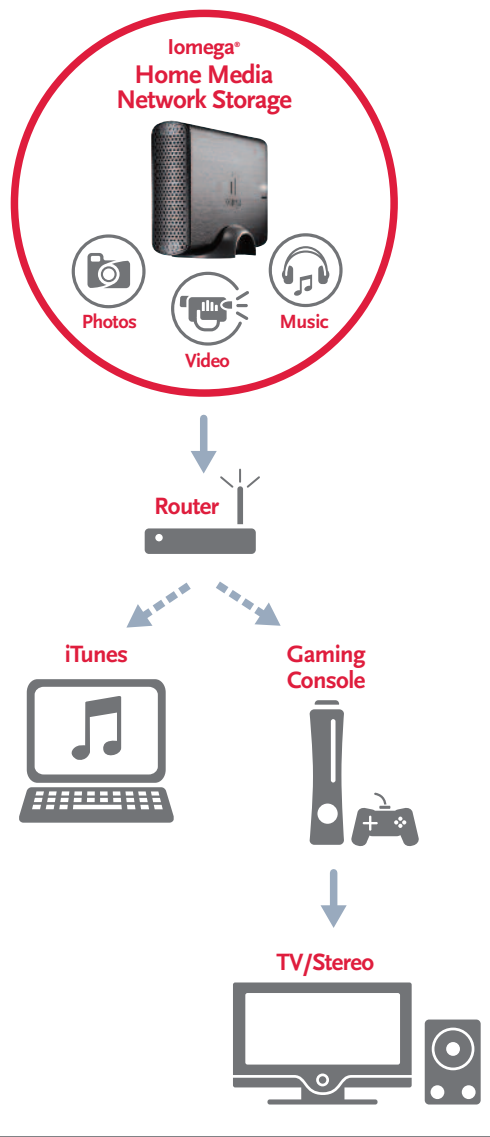 Iomega®
Home Media
Network Storage
Photos
Music
Video
Router
iTunes
Gaming
Console
TV/Stereo